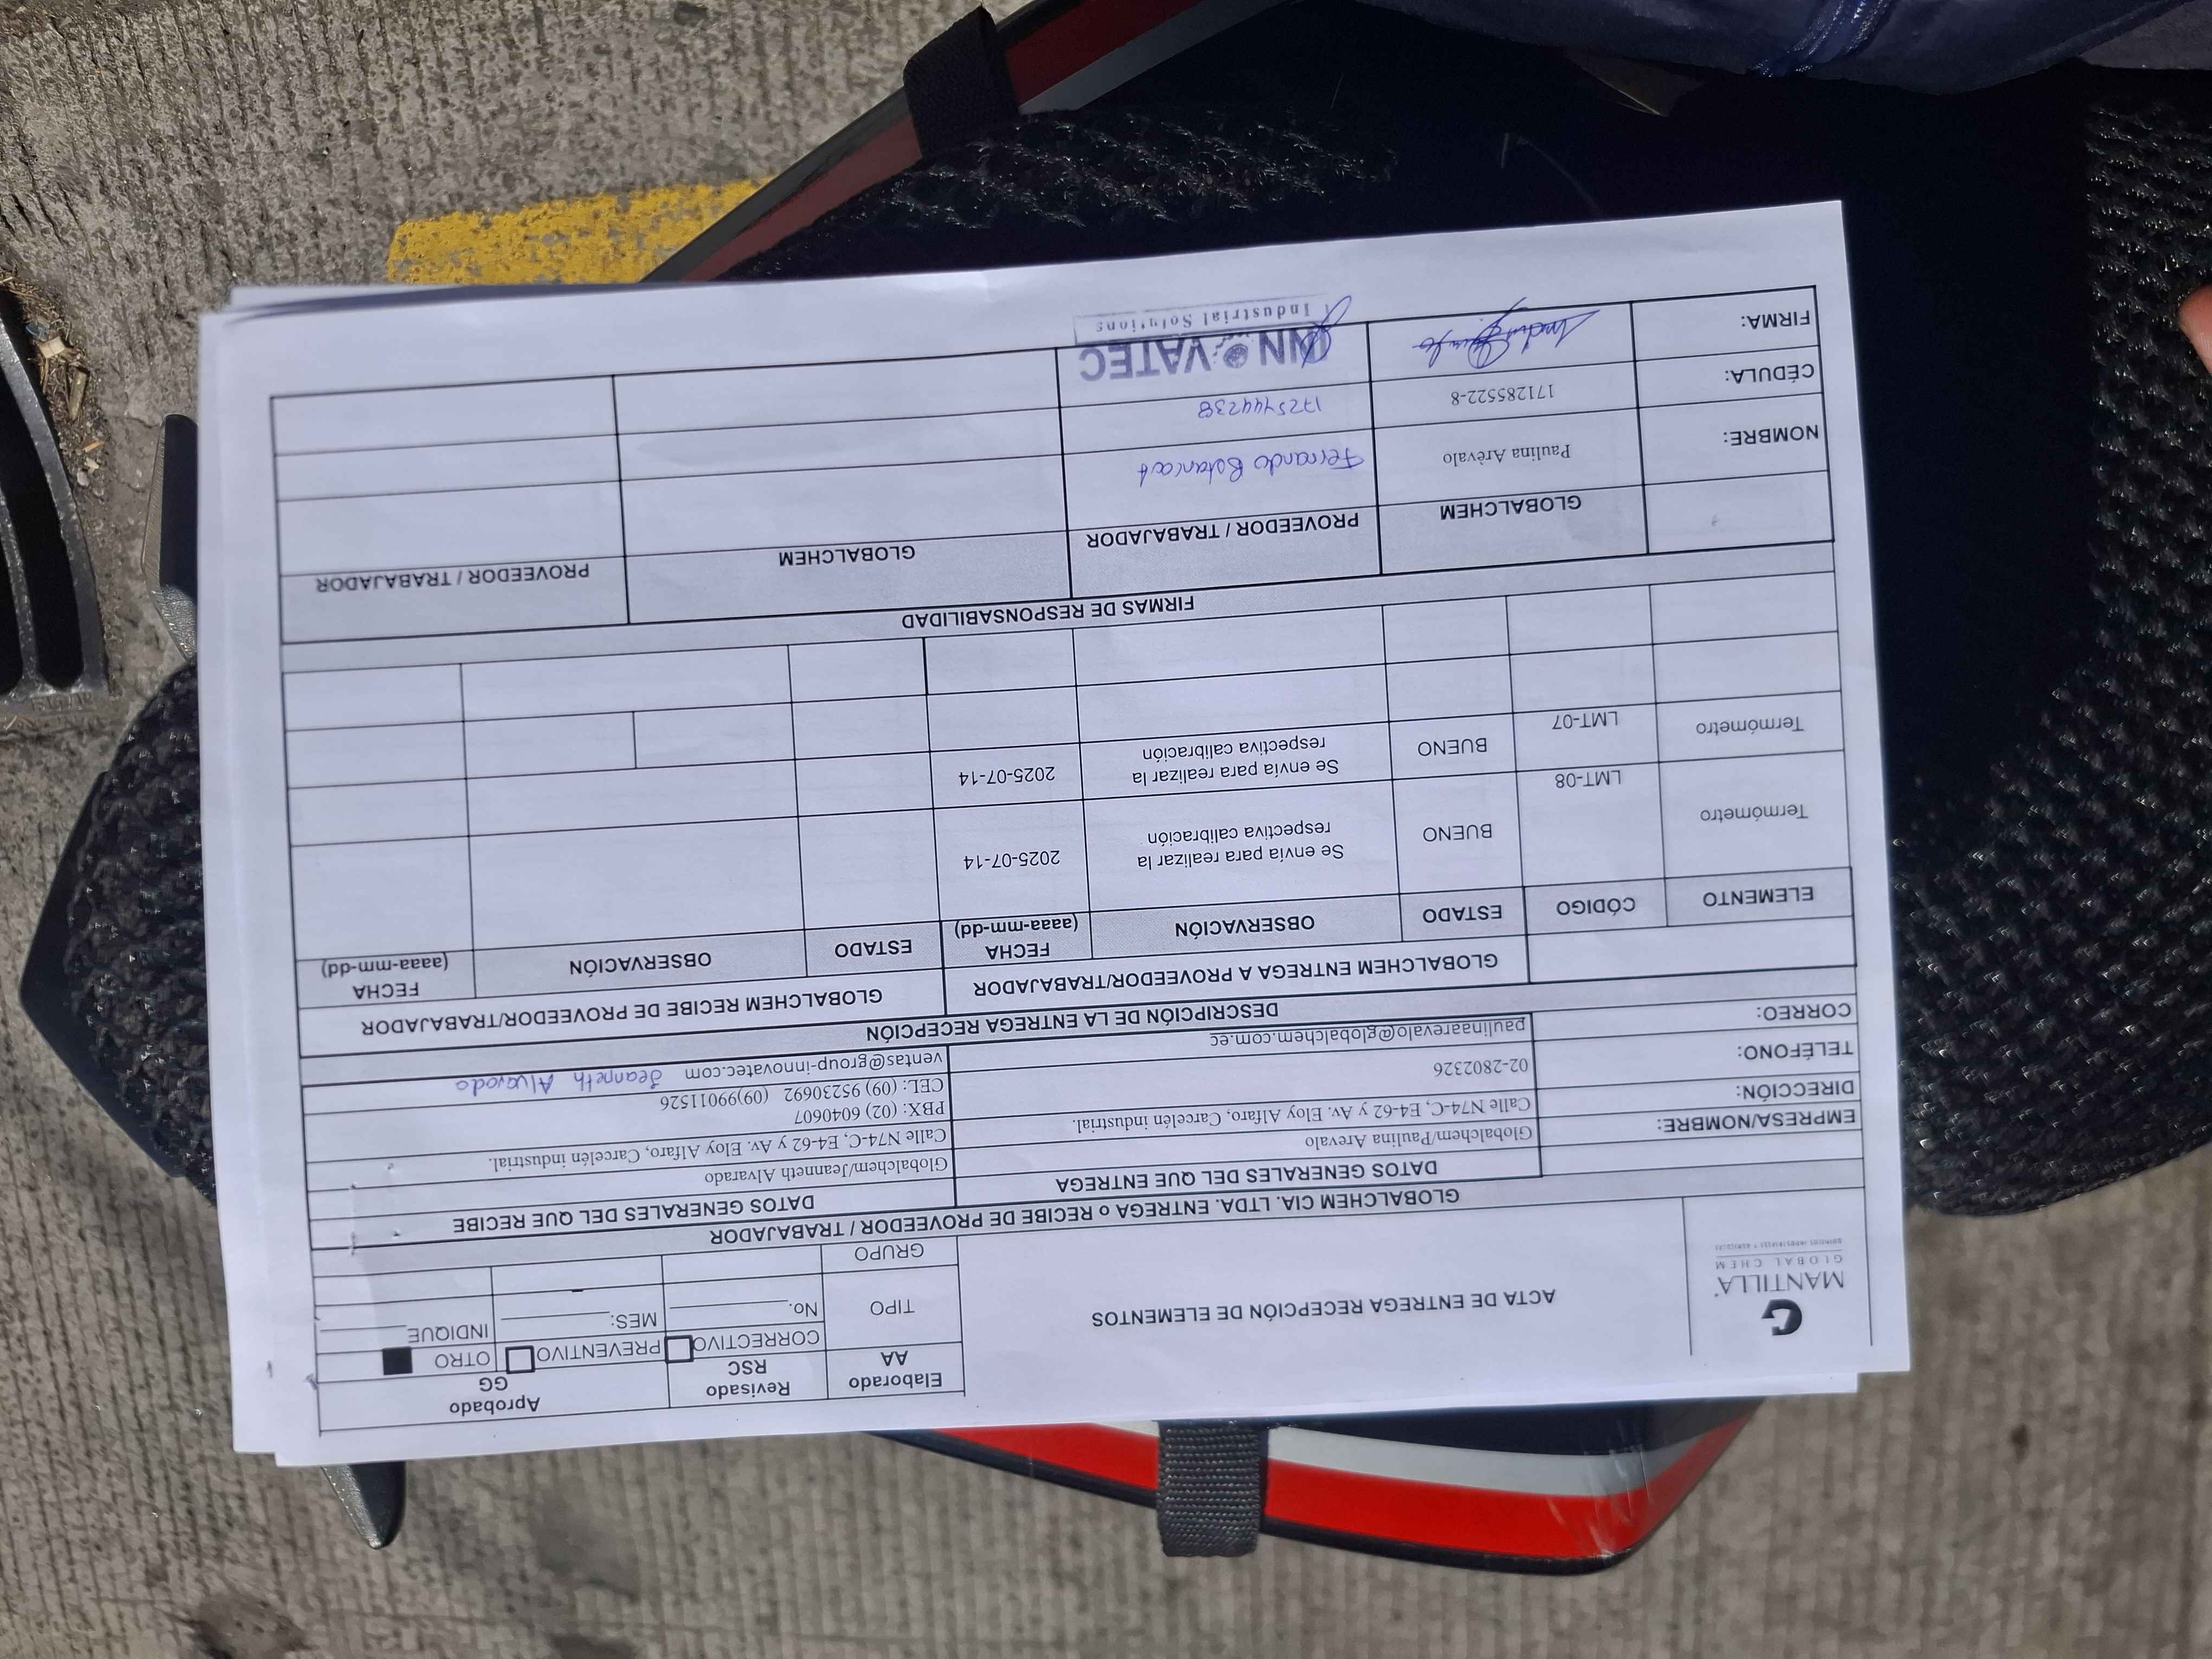 G
MANTILLA
GLOBAL CHEM
ACTA DE ENTREGA RECEPCIÓN DE ELEMENTOS
Elaborado AA
Revisado RSC
Aprobado GG
TIPO
CORRECTIVO
No. ________
PREVENTIVO
MES: ________
OTRO
INDIQUE________
GRUPO
GLOBALCHEM CIA. LTDA. ENTREGA o RECIBE DE PROVEEDOR / TRABAJADOR
DATOS GENERALES DEL QUE ENTREGA
DATOS GENERALES DEL QUE RECIBE
EMPRESA/NOMBRE: Globalchem/Paulina Arevalo Globalchem/Jeanneth Alvarado
DIRECCIÓN: Calle N74-C, E4-62 y Av. Eloy Alfaro, Carcelén industrial. Calle N74-C, E4-62 y Av. Eloy Alfaro, Carcelén industrial.
TELÉFONO: 02-2802326 PBX: (02) 6040607
CEL: (09) 95230692 (09)99011526
CORREO: paulinaarevalo@globalchem.com.ec ventas@group-innovatec.com Jeanneth Alvarado
DESCRIPCIÓN DE LA ENTREGA RECEPCIÓN
GLOBALCHEM ENTREGA A PROVEEDOR/TRABAJADOR GLOBALCHEM RECIBE DE PROVEEDOR/TRABAJADOR
ELEMENTO CÓDIGO ESTADO OBSERVACIÓN FECHA (aaaa-mm-dd) ESTADO OBSERVACIÓN FECHA (aaaa-mm-dd)
Termómetro LMT-08 BUENO Se envía para realizar la respectiva calibración 2025-07-14
Termómetro LMT-07 BUENO Se envía para realizar la respectiva calibración 2025-07-14
FIRMAS DE RESPONSABILIDAD
GLOBALCHEM PROVEEDOR / TRABAJADOR GLOBALCHEM PROVEEDOR / TRABAJADOR
NOMBRE: Paulina Arèvalo Fernando
CÉDULA: 171285522-8 1725444238
FIRMA:
INNOVATEC
Industrial Solutions